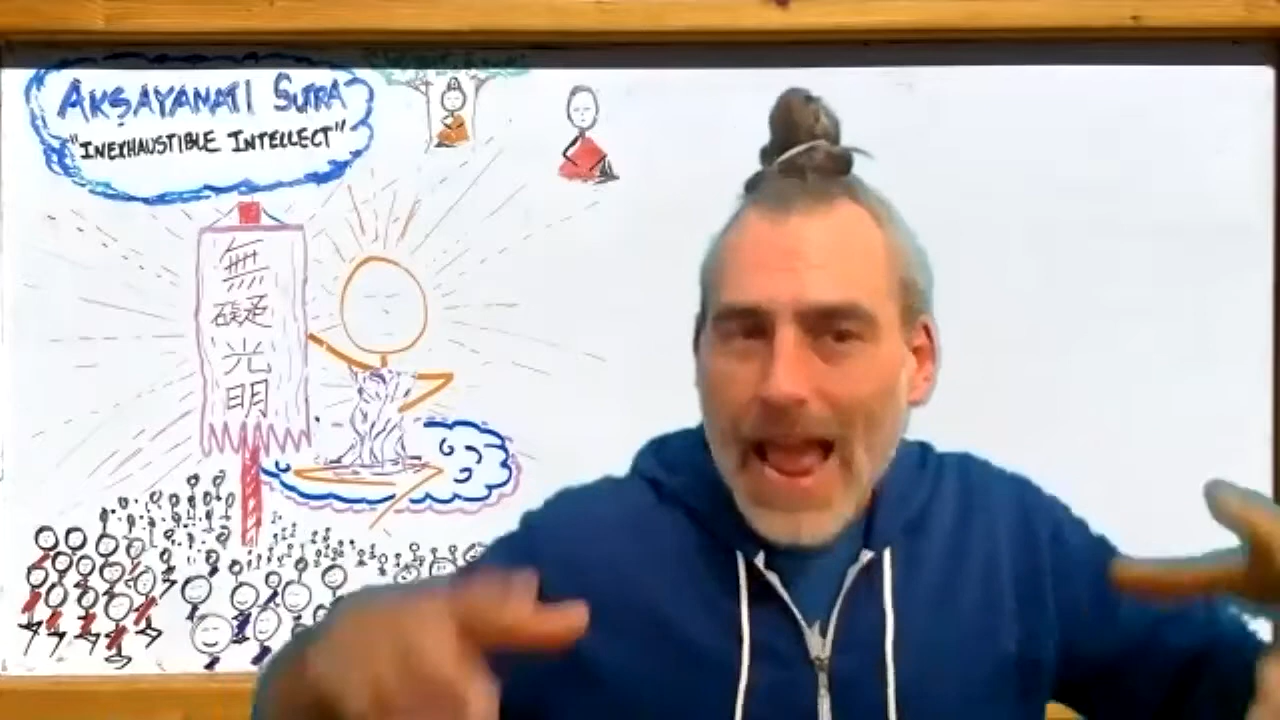 AKṢAYAMATI SUTRA
"INEXHAUSTIBLE INTELLECT"
無
礙
光
明